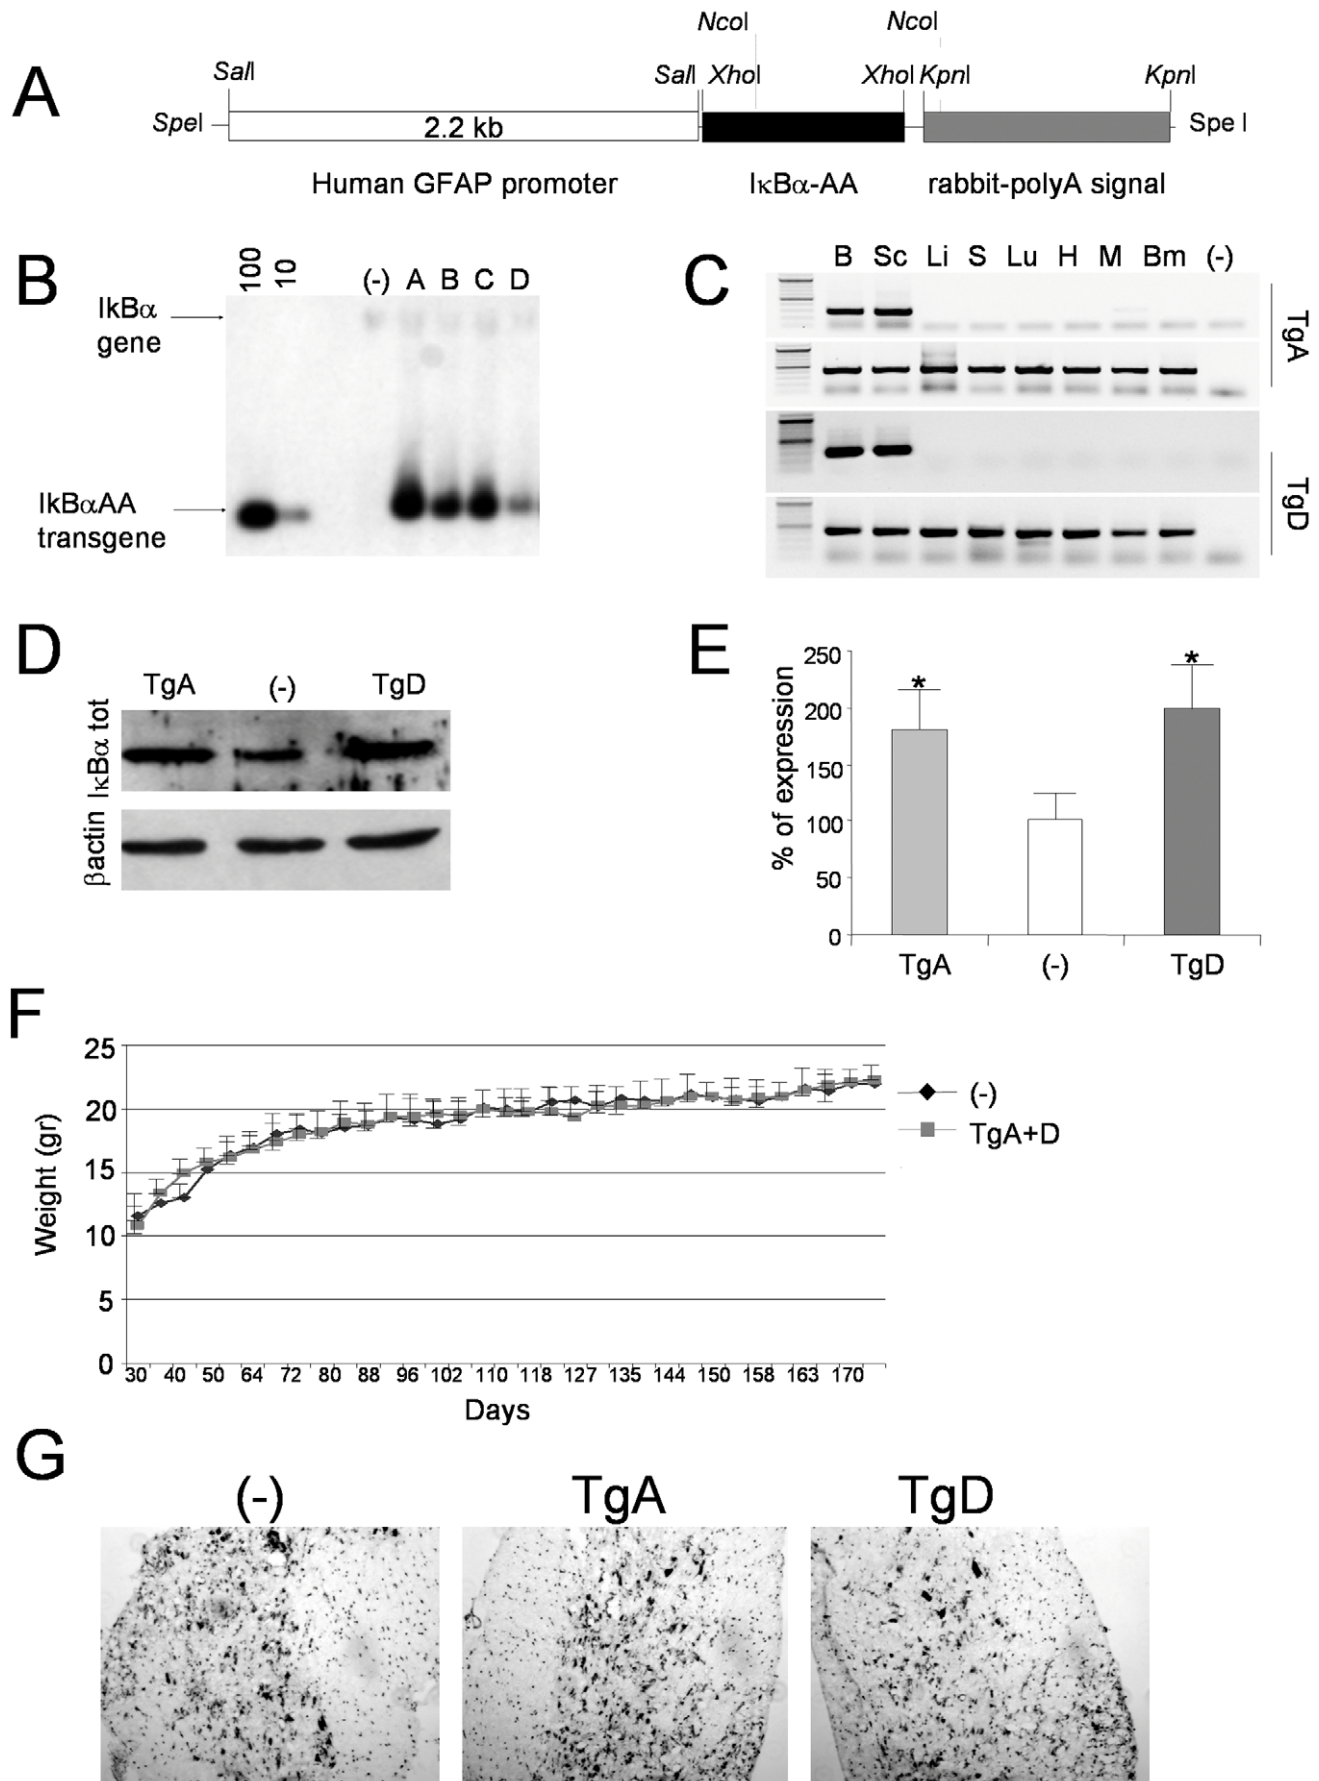 A
NcoI NcoI
SalI SalI XhoI XhoI KpnI KpnI
SpeI 2.2 kb Spe I
Human GFAP promoter IκBα-AA rabbit-polyA signal
B
100 10 (-) A B C D
IkBα
gene
IkBαAA
transgene
C
B Sc Li S Lu H M Bm (-)
TgA
TgD
D
TgA (-) TgD
IκBα tot
βactin
E
% of expression
250
200
150
100
50
0
* *
TgA (-) TgD
F
Weight (gr)
25
20
15
10
5
0
30 40 50 64 72 80 88 96 102 110 118 127 135 144 150 158 163 170
Days
(-)
TgA+D
G
(-) TgA TgD